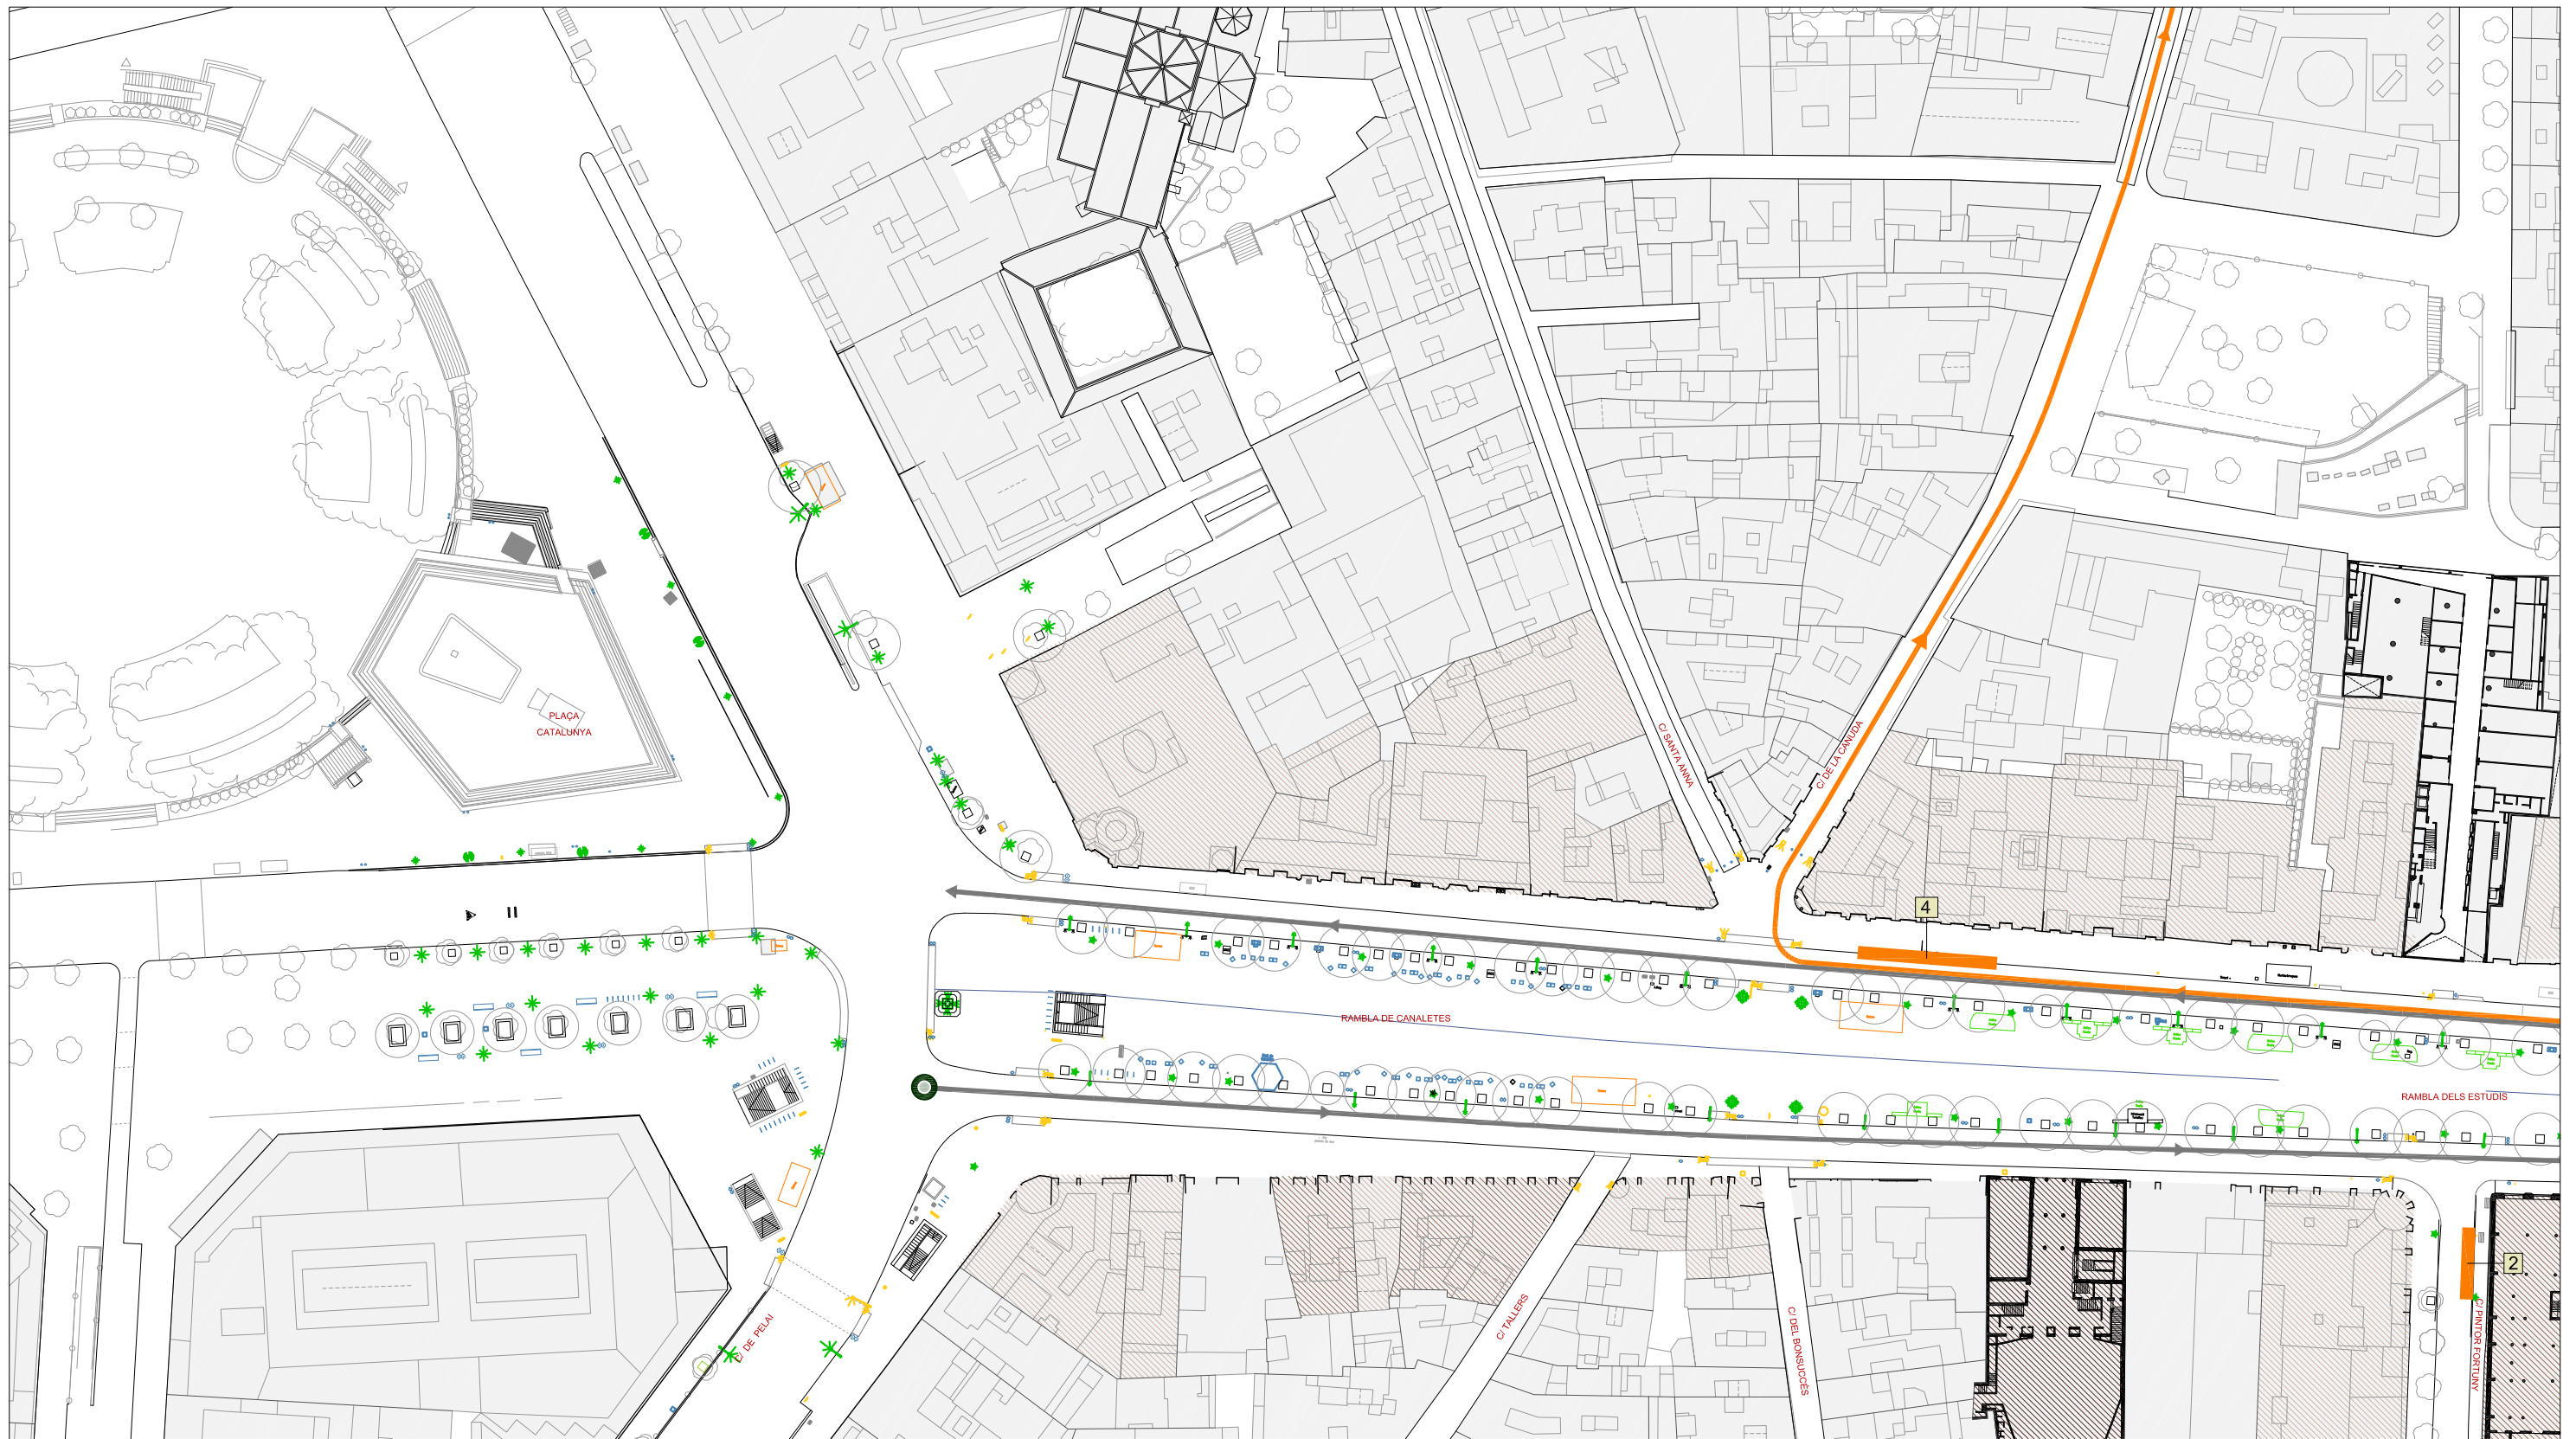 PLAÇA
CATALUNYA
C/ SANTA ANNA
C/ DE LA CANUDA
4
RAMBLA DE CANALETES
RAMBLA DELS ESTUDIS
2
C/ DE PELAI
C/ TALLERS
C/ DEL BONSUCCÉS
C/ PINTOR FORTUNY